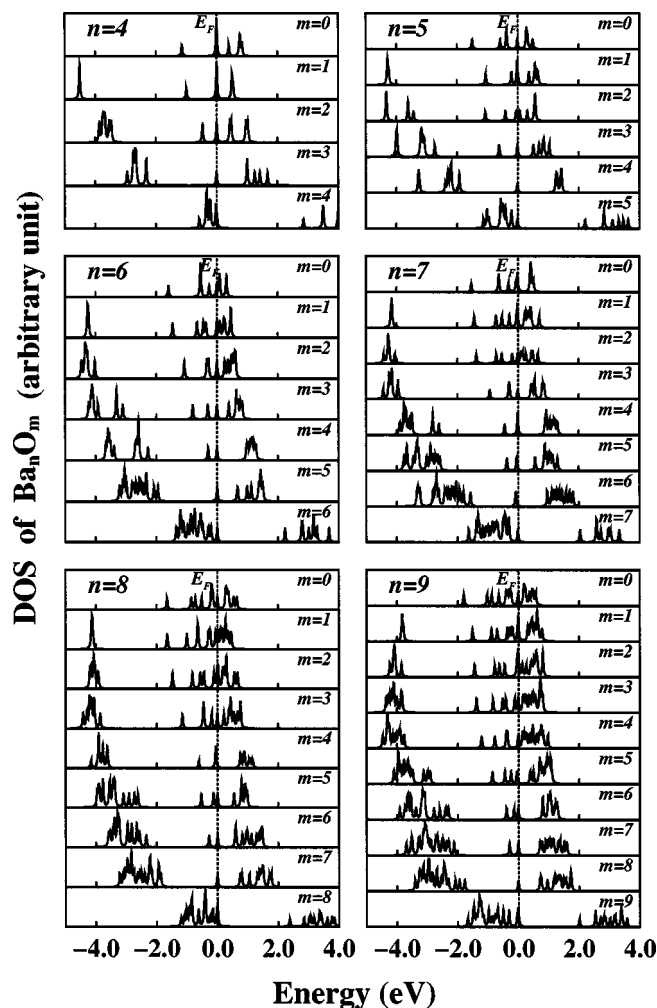 DOS of BaₙOₘ (arbitrary unit)
n=4
E_F
m=0
m=1
m=2
m=3
m=4
n=5
E_F
m=0
m=1
m=2
m=3
m=4
m=5
n=6
E_F
m=0
m=1
m=2
m=3
m=4
m=5
m=6
n=7
E_F
m=0
m=1
m=2
m=3
m=4
m=5
m=6
m=7
n=8
E_F
m=0
m=1
m=2
m=3
m=4
m=5
m=6
m=7
m=8
n=9
E_F
m=0
m=1
m=2
m=3
m=4
m=5
m=6
m=7
m=8
m=9
−4.0 −2.0 0.0 2.0 4.0
−4.0 −2.0 0.0 2.0 4.0
Energy (eV)